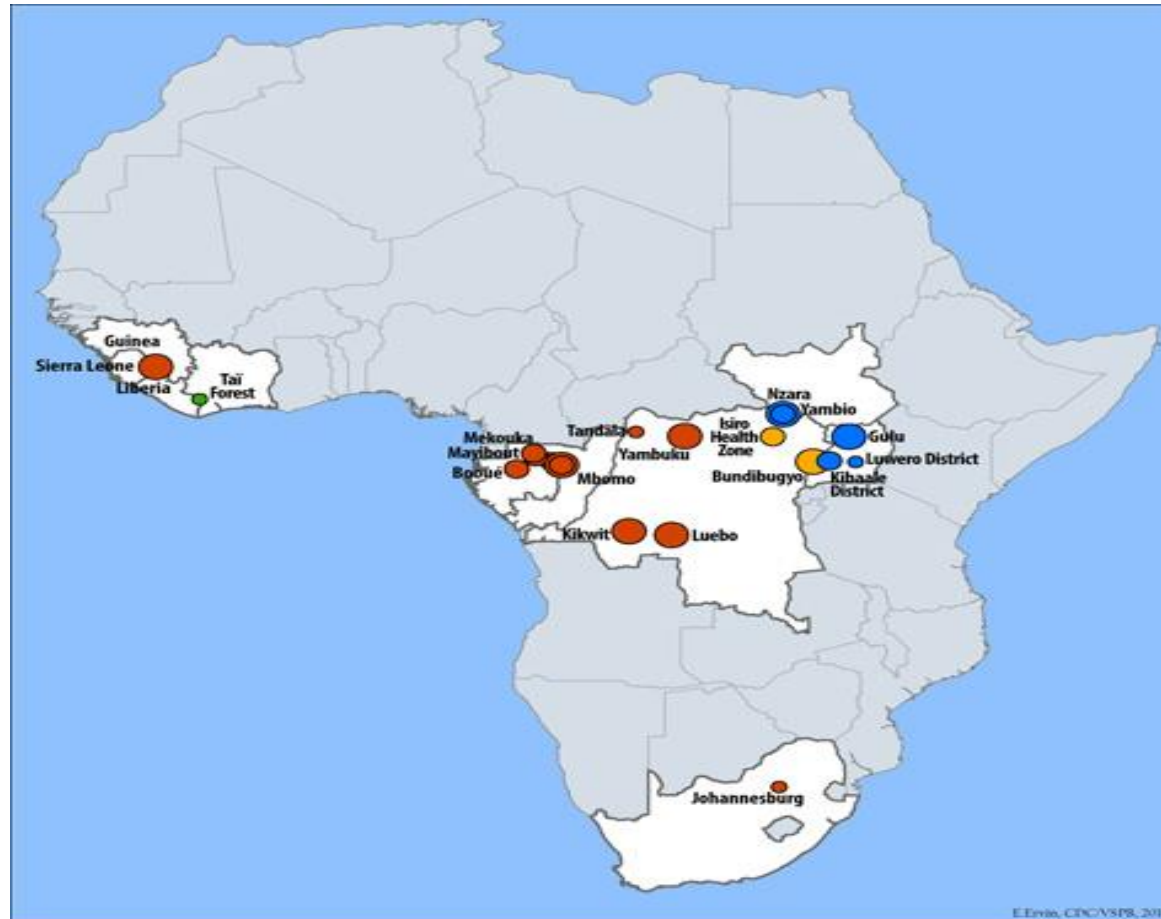 Guinea
Sierra Leone
Liberia
Taï
Forest
Mekouka
Mayibout
Booué
Mbomo
Tandala
Yambuku
Isiro
Health
Zone
Nzara
Yambio
Gulu
Luwero District
Bundibugyo
Kibaale
District
Kikwit
Luebo
Johannesburg
E.Ervin, CDC/VSPB, 201